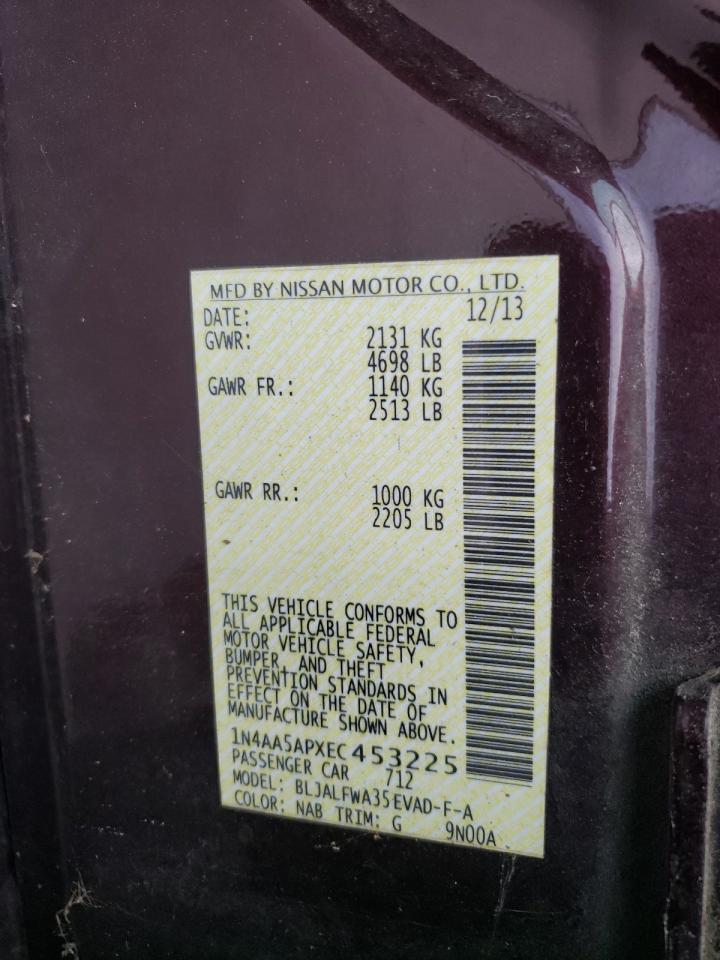 MFD BY NISSAN MOTOR CO., LTD.
DATE: 12/13
GVWR: 2131 KG
4698 LB
GAWR FR.: 1140 KG
2513 LB
GAWR RR.: 1000 KG
2205 LB
THIS VEHICLE CONFORMS TO
ALL APPLICABLE FEDERAL
MOTOR VEHICLE SAFETY,
BUMPER, AND THEFT
PREVENTION STANDARDS IN
EFFECT ON THE DATE OF
MANUFACTURE SHOWN ABOVE.
1N4AA5APXEC453225
PASSENGER CAR 712
MODEL: BLJALFWA35EVAD-F-A
COLOR: NAB TRIM: G 9N00A